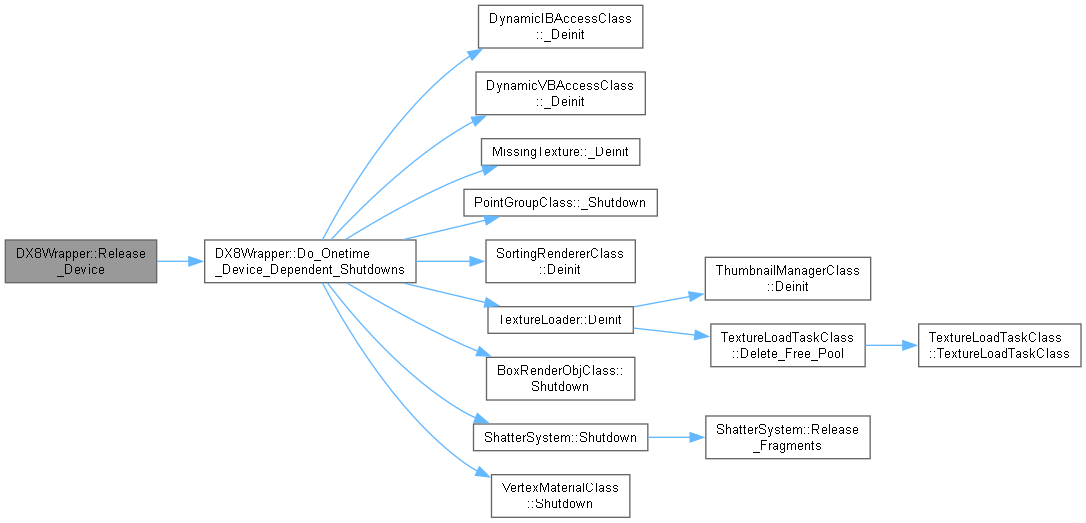 DynamicIBAccessClass
::_Deinit
DynamicVBAccessClass
::_Deinit
MissingTexture::_Deinit
PointGroupClass::_Shutdown
DX8Wrapper::Release
_Device
DX8Wrapper::Do_Onetime
_Device_Dependent_Shutdowns
SortingRendererClass
::Deinit
TextureLoader::Deinit
ThumbnailManagerClass
::Deinit
TextureLoadTaskClass
::Delete_Free_Pool
TextureLoadTaskClass
::TextureLoadTaskClass
BoxRenderObjClass::
Shutdown
ShatterSystem::Shutdown
ShatterSystem::Release
_Fragments
VertexMaterialClass
::Shutdown